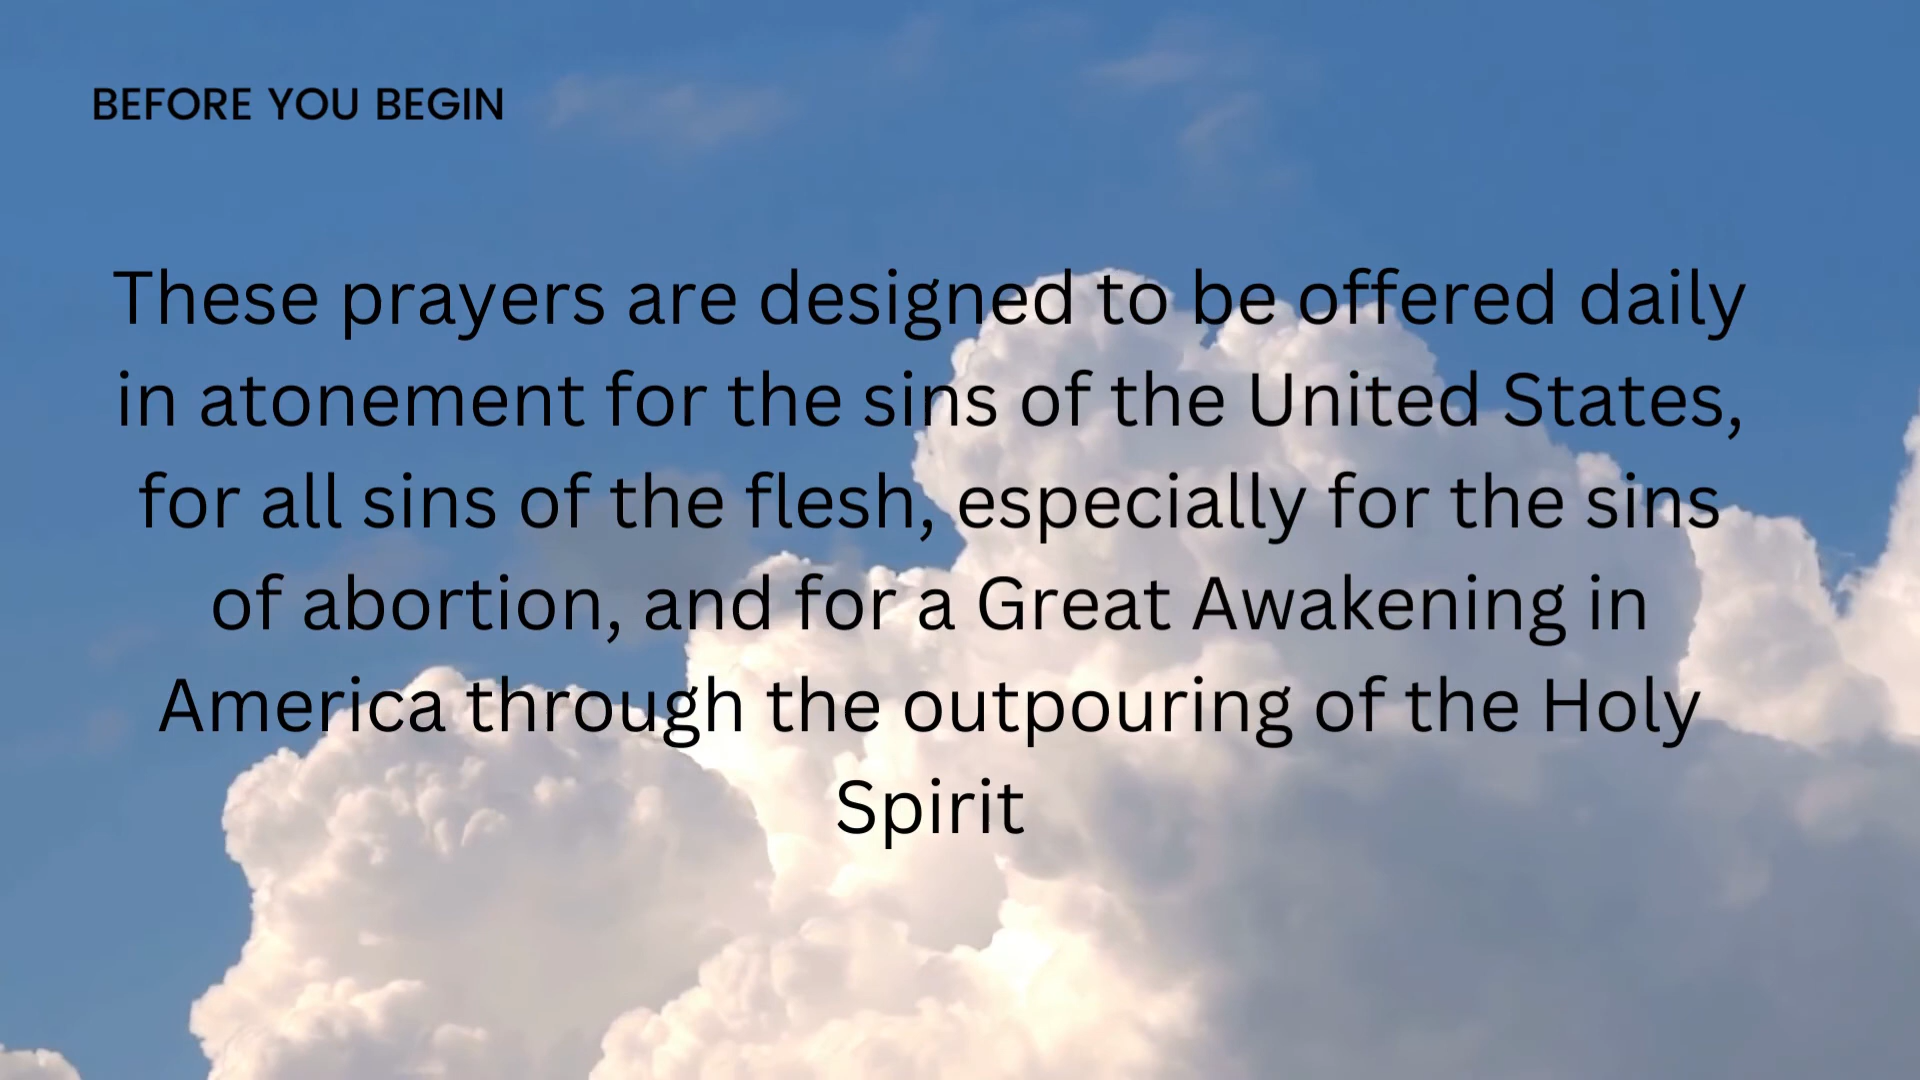 BEFORE YOU BEGIN
These prayers are designed to be offered daily
in atonement for the sins of the United States,
for all sins of the flesh, especially for the sins
of abortion, and for a Great Awakening in
America through the outpouring of the Holy
Spirit